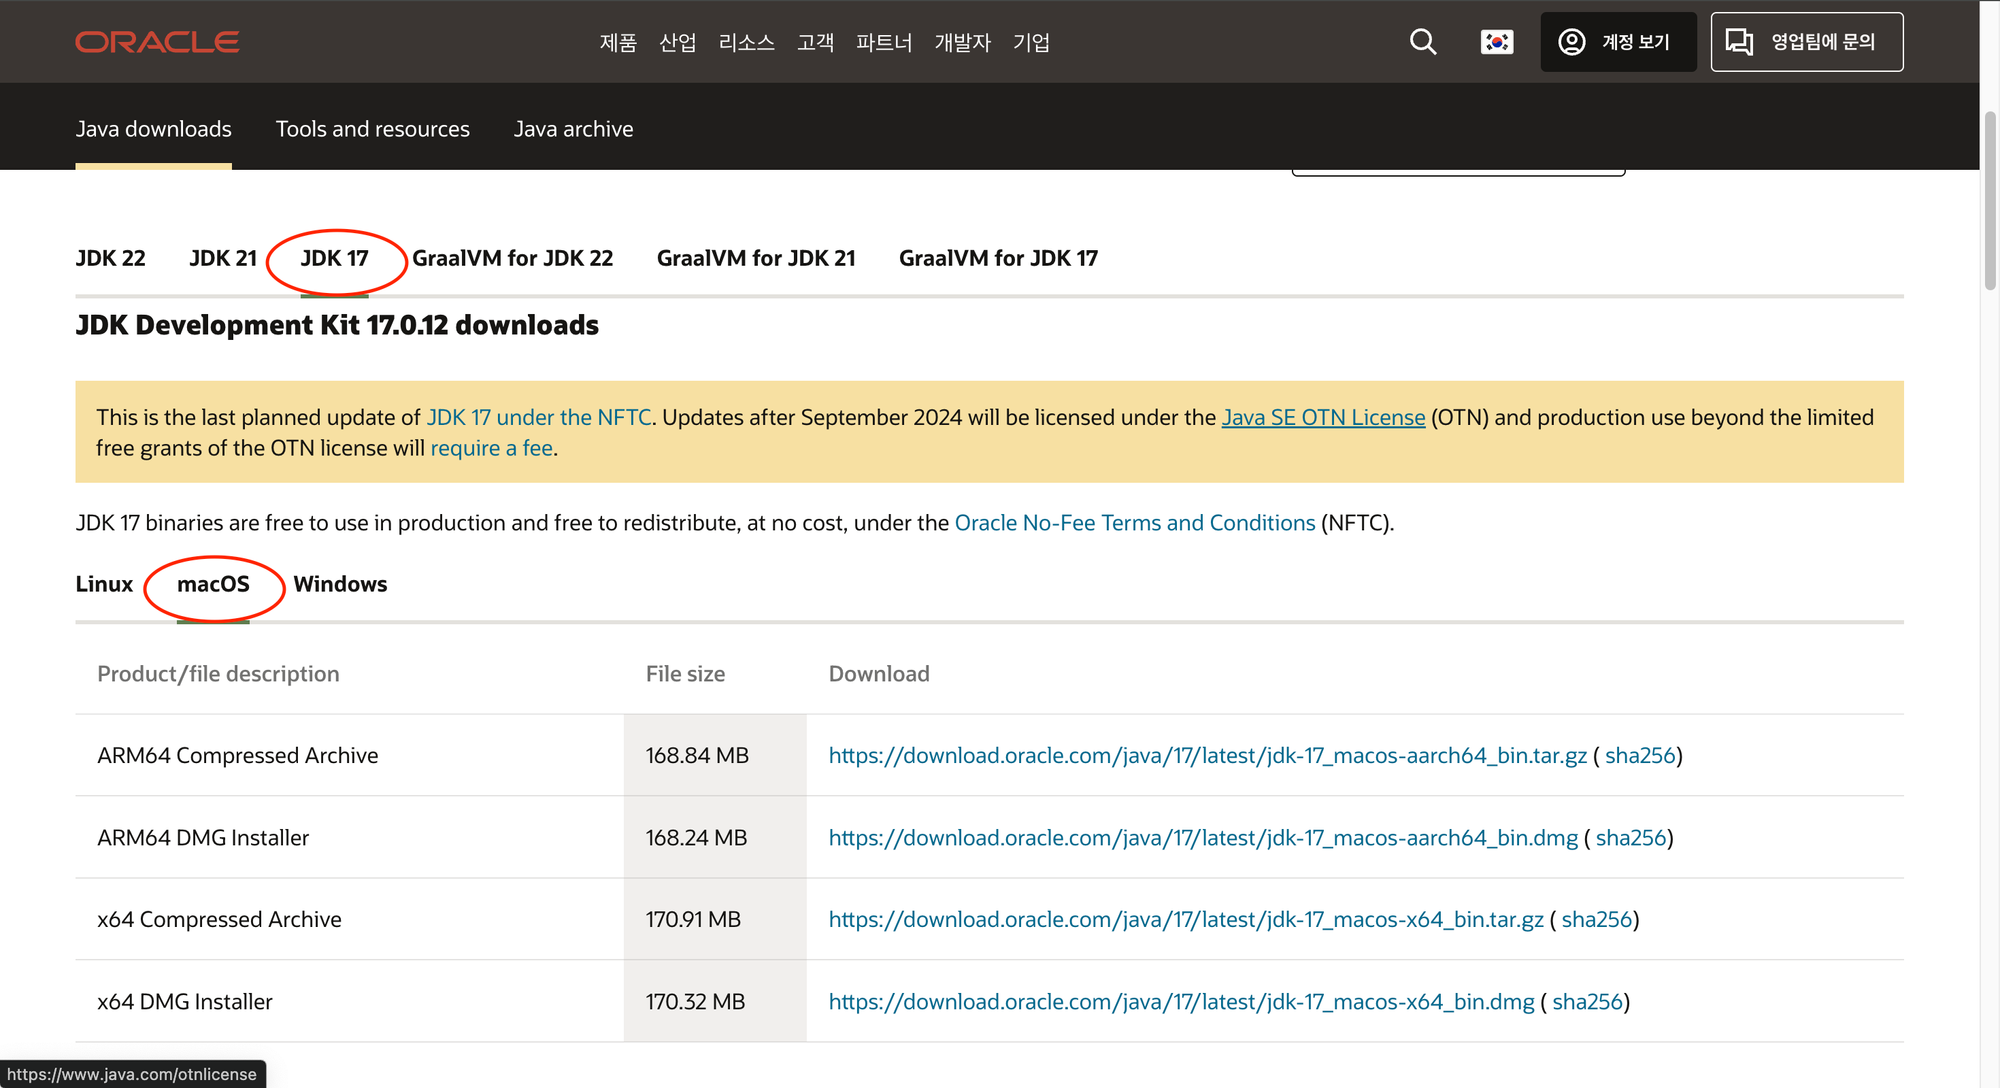 ORACLE
제품 산업 리소스 고객 파트너 개발자 기업
계정 보기
영업팀에 문의
Java downloads Tools and resources Java archive
JDK 22 JDK 21 JDK 17 GraalVM for JDK 22 GraalVM for JDK 21 GraalVM for JDK 17
JDK Development Kit 17.0.12 downloads
This is the last planned update of JDK 17 under the NFTC. Updates after September 2024 will be licensed under the Java SE OTN License (OTN) and production use beyond the limited
free grants of the OTN license will require a fee.
JDK 17 binaries are free to use in production and free to redistribute, at no cost, under the Oracle No-Fee Terms and Conditions (NFTC).
Linux macOS Windows
Product/file description File size Download
ARM64 Compressed Archive 168.84 MB https://download.oracle.com/java/17/latest/jdk-17_macos-aarch64_bin.tar.gz ( sha256)
ARM64 DMG Installer 168.24 MB https://download.oracle.com/java/17/latest/jdk-17_macos-aarch64_bin.dmg ( sha256)
x64 Compressed Archive 170.91 MB https://download.oracle.com/java/17/latest/jdk-17_macos-x64_bin.tar.gz ( sha256)
x64 DMG Installer 170.32 MB https://download.oracle.com/java/17/latest/jdk-17_macos-x64_bin.dmg ( sha256)
https://www.java.com/otnlicense